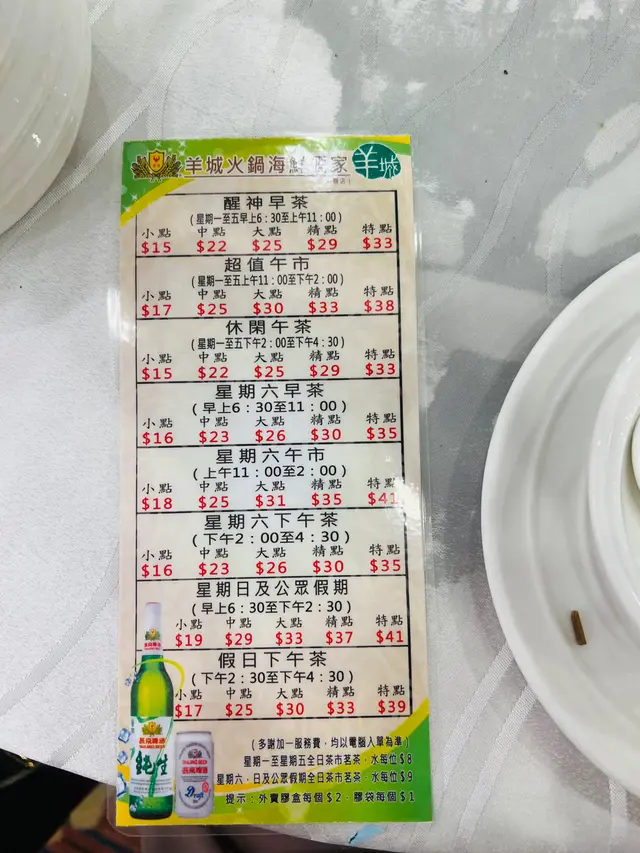 羊城火鍋海鮮酒家 羊城
醒神早茶
(星期一至五早上6：30至上午11：00)
小點 中點 大點 精點 特點
$15 $22 $25 $29 $33
超值午市
(星期一至五上午11：00至下午2：00)
小點 中點 大點 精點 特點
$17 $25 $30 $33 $38
休閑午茶
(星期一至五下午2：00至下午4：30)
小點 中點 大點 精點 特點
$15 $22 $25 $29 $33
星期六早茶
(早上6：30至11：00)
小點 中點 大點 精點 特點
$16 $23 $26 $30 $35
星期六午市
(上午11：00至2：00)
小點 中點 大點 精點 特點
$18 $25 $31 $35 $41
星期六下午茶
(下午2：00至4：30)
小點 中點 大點 精點 特點
$16 $23 $26 $30 $35
星期日及公眾假期
(早上6：30至下午2：30)
小點 中點 大點 精點 特點
$19 $29 $33 $37 $41
假日下午茶
(下午2：30至下午4：30)
小點 中點 大點 精點 特點
$17 $25 $30 $33 $39
(多謝加一服務費，均以電腦入單為準)
星期一至星期五全日茶市茗茶，水每位$8
星期六，日及公眾假期全日茶市茗茶，水每位$9
提示：外賣膠盒每個$2，膠袋每個$1
燕京啤酒
純生
燕京啤酒
Draft